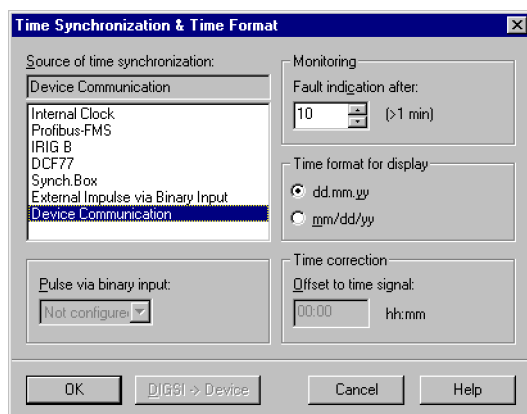 Time Synchronization & Time Format
Source of time synchronization:
Device Communication
Internal Clock
Profibus-FMS
IRIG B
DCF77
Synch.Box
External Impulse via Binary Input
Device Communication
Pulse via binary input:
Not configured
Monitoring
Fault indication after:
10 (>1 min)
Time format for display
dd.mm.yy
mm/dd/yy
Time correction
Offset to time signal:
00:00 hh:mm
OK
DIGSI -> Device
Cancel
Help